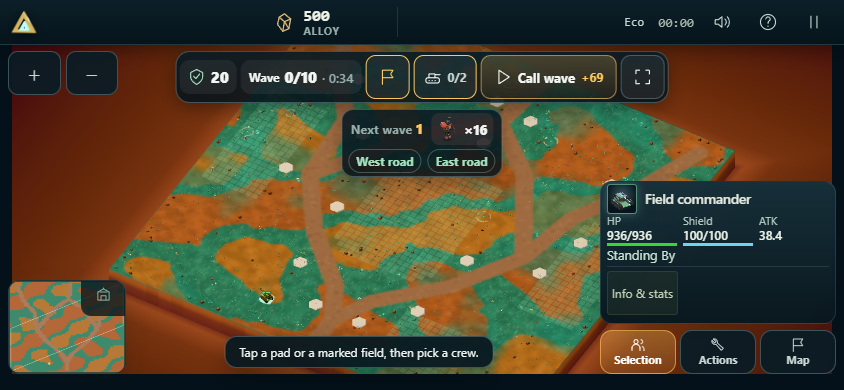 500
ALLOY
Eco 00:00
+ −
20
Wave 0/10 · 0:34
0/2
Call wave +69
Next wave 1 ×16
West road East road
Field commander
HP Shield ATK
936/936 100/100 38.4
Standing By
Info & stats
Tap a pad or a marked field, then pick a crew.
Selection Actions Map